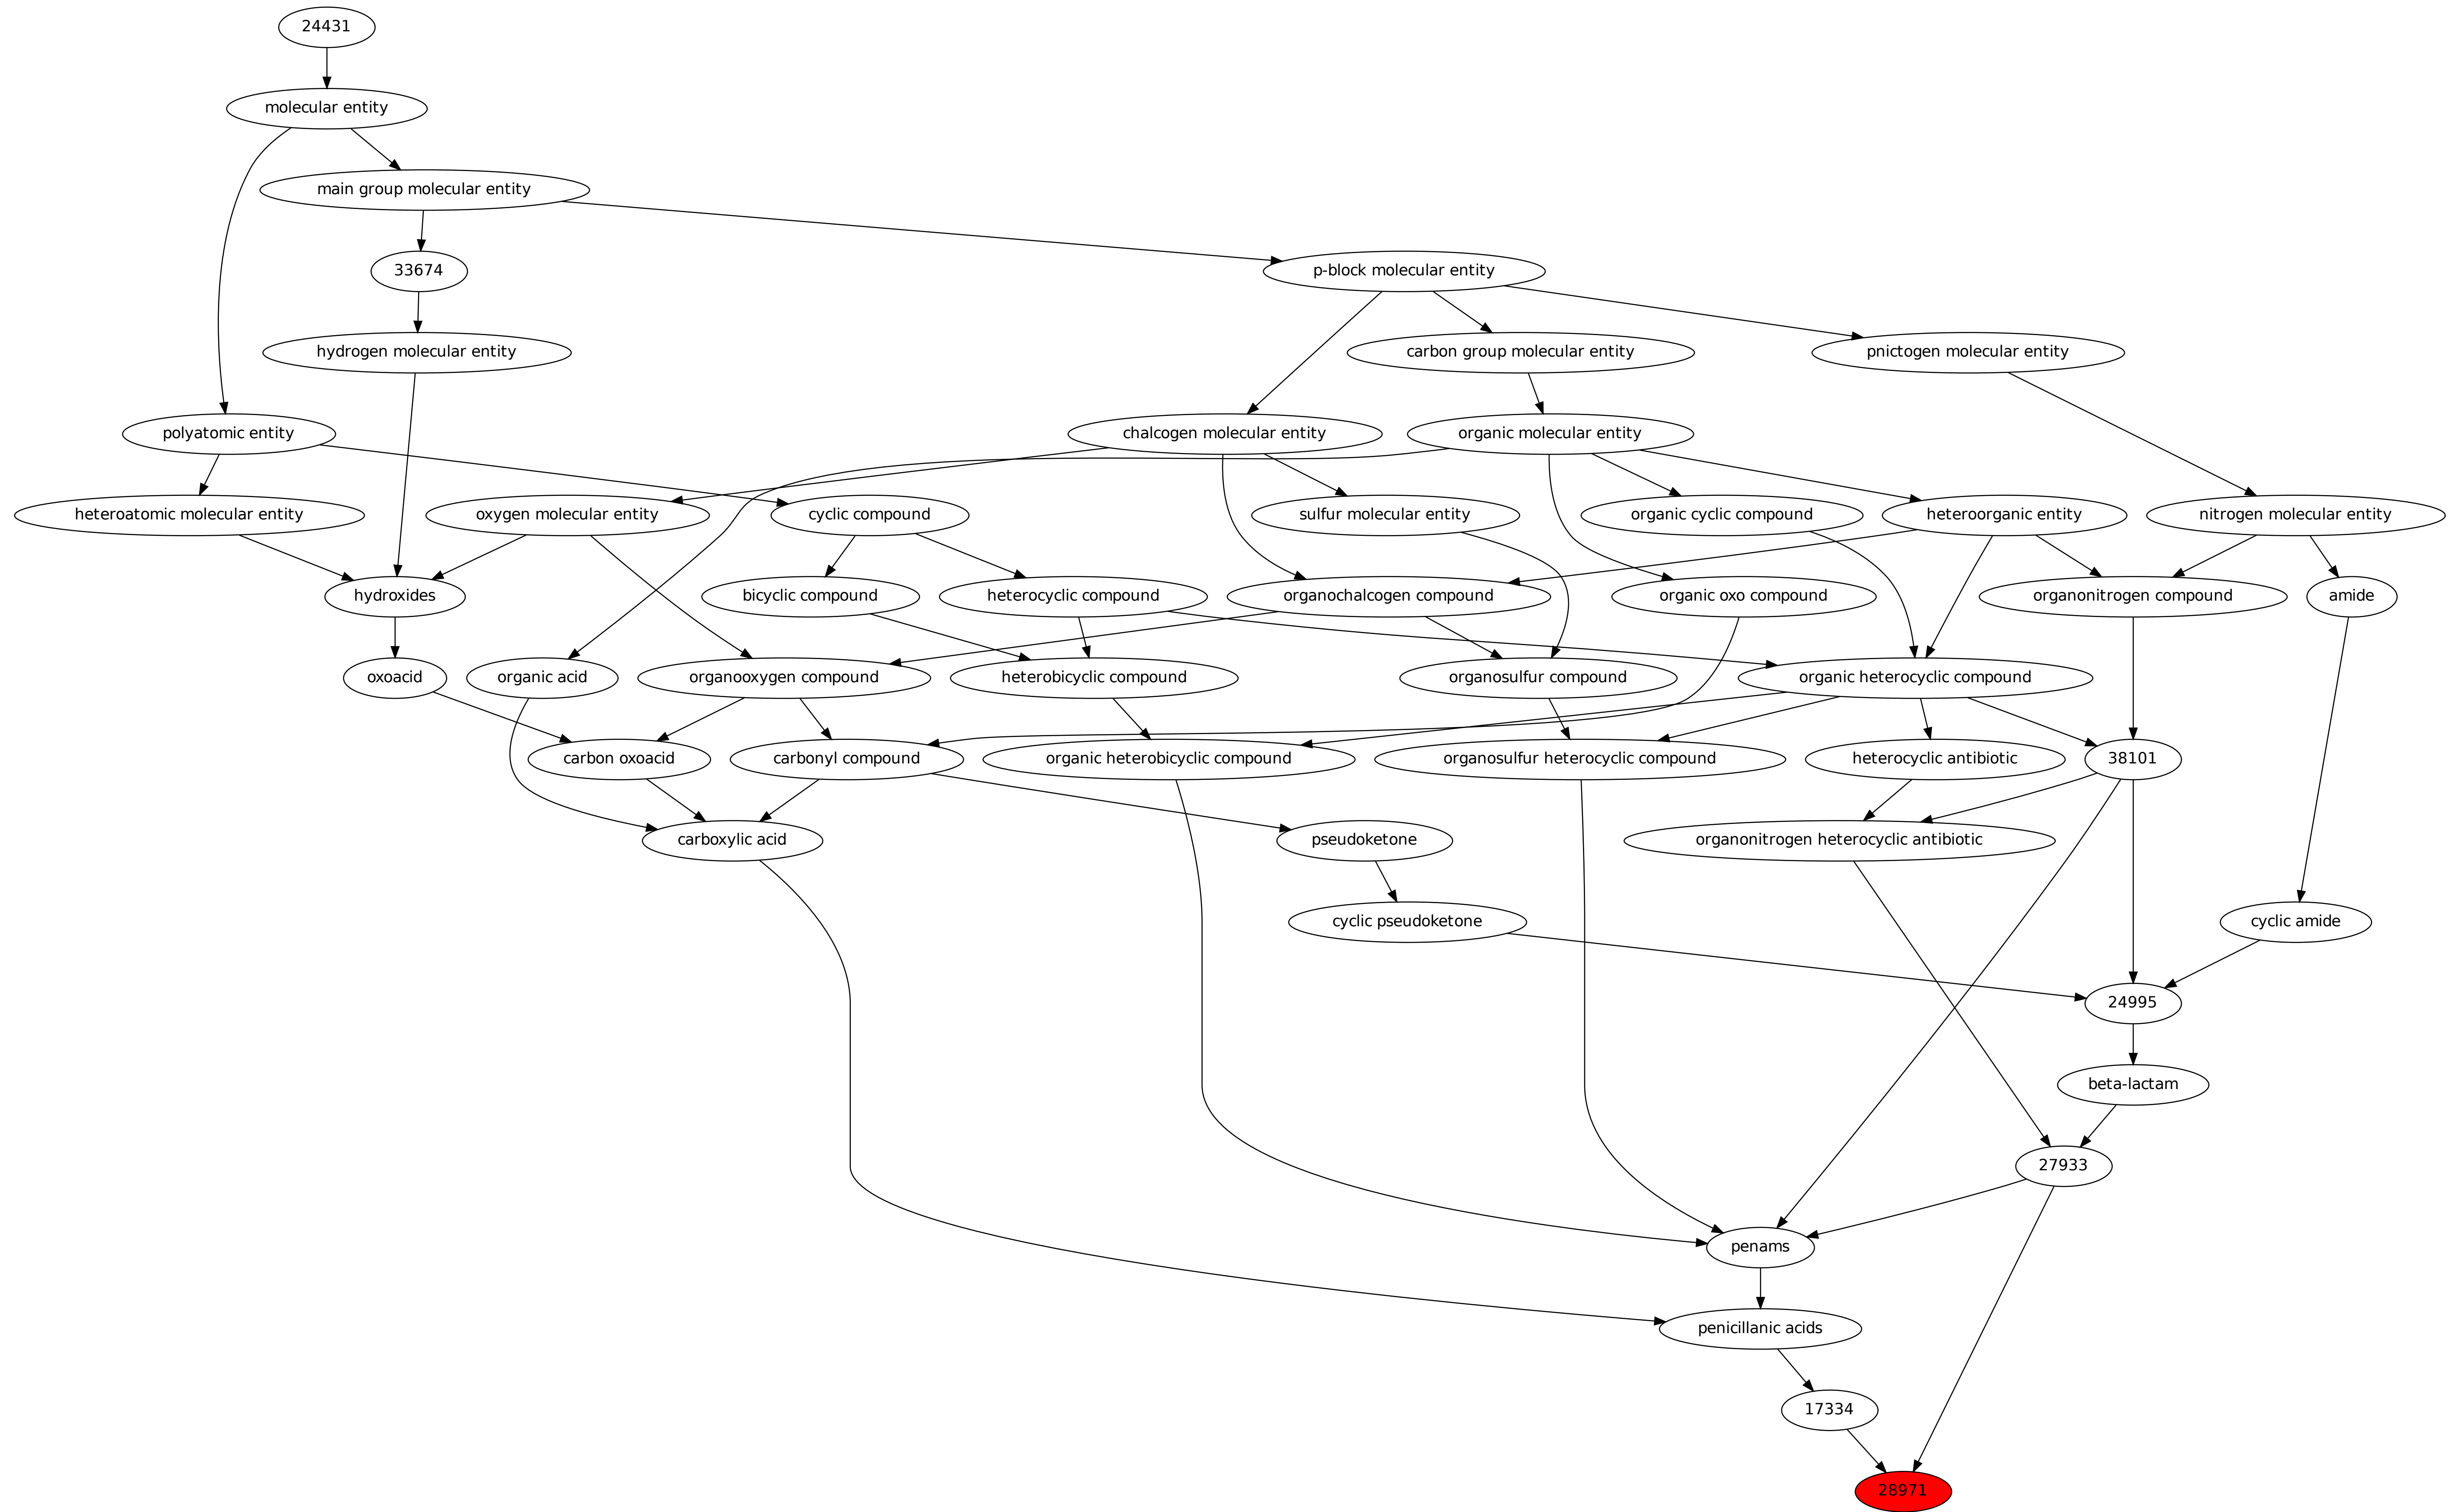 24431
molecular entity
main group molecular entity
33674
p-block molecular entity
hydrogen molecular entity
carbon group molecular entity
pnictogen molecular entity
polyatomic entity
chalcogen molecular entity
organic molecular entity
heteroatomic molecular entity
oxygen molecular entity
cyclic compound
sulfur molecular entity
organic cyclic compound
heteroorganic entity
nitrogen molecular entity
hydroxides
bicyclic compound
heterocyclic compound
organochalcogen compound
organic oxo compound
organonitrogen compound
amide
oxoacid
organic acid
organooxygen compound
heterobicyclic compound
organosulfur compound
organic heterocyclic compound
carbon oxoacid
carbonyl compound
organic heterobicyclic compound
organosulfur heterocyclic compound
heterocyclic antibiotic
38101
carboxylic acid
pseudoketone
organonitrogen heterocyclic antibiotic
cyclic pseudoketone
cyclic amide
24995
beta-lactam
27933
penams
penicillanic acids
17334
28971